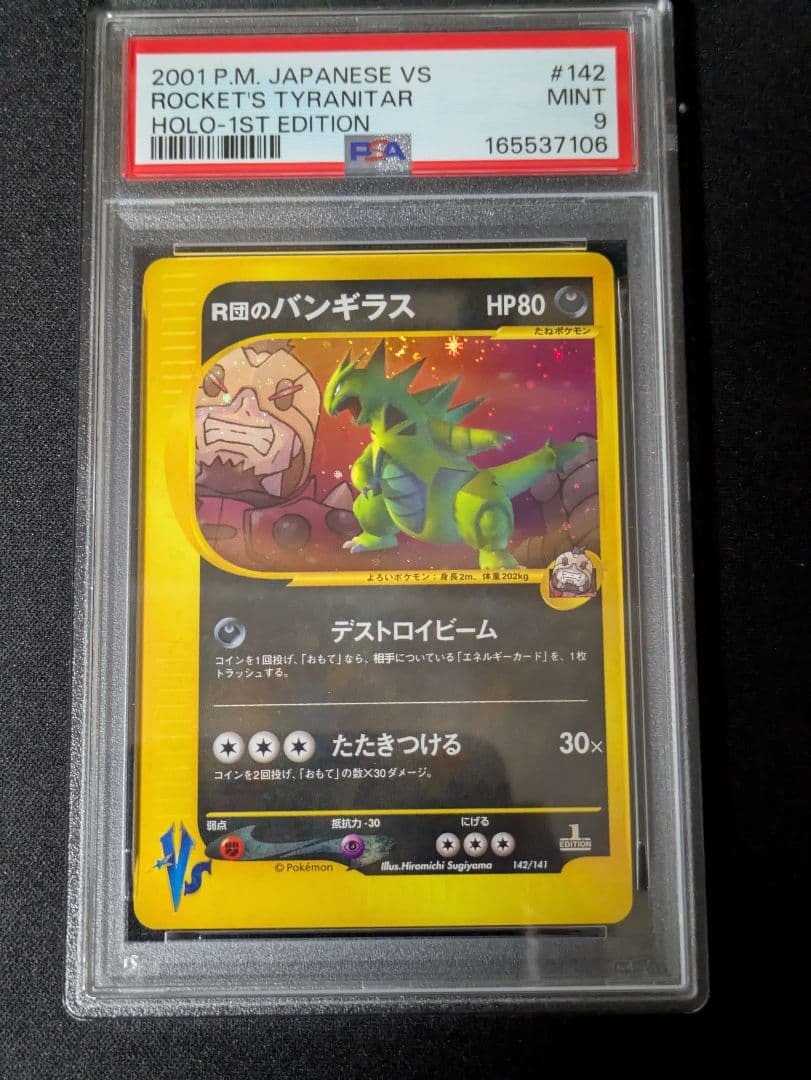 2001 P.M. JAPANESE VS #142
ROCKET'S TYRANITAR MINT
HOLO-1ST EDITION 9
PSA 165537106
R団のバンギラス HP80
たねポケモン
よろいポケモン：身長2m、体重202kg
デストロイビーム
コインを1回投げ、「おもて」なら、相手についている「エネルギーカード」を、1枚
トラッシュする。
たたきつける 30×
コインを2回投げ、「おもて」の数×30ダメージ。
弱点 抵抗力-30 にげる
1
EDITION
VS
©Pokémon Illus.Hiromichi Sugiyama 142/141